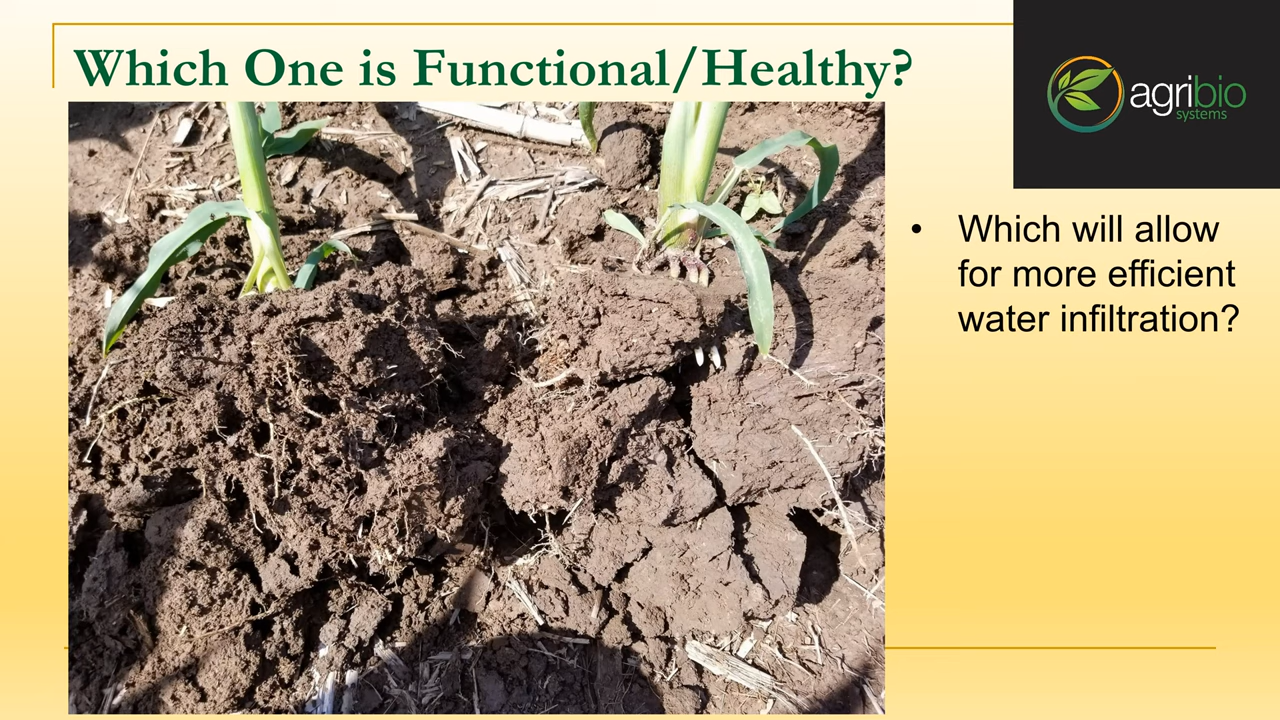 Which One is Functional/Healthy?
agribio
systems
• Which will allow
for more efficient
water infiltration?